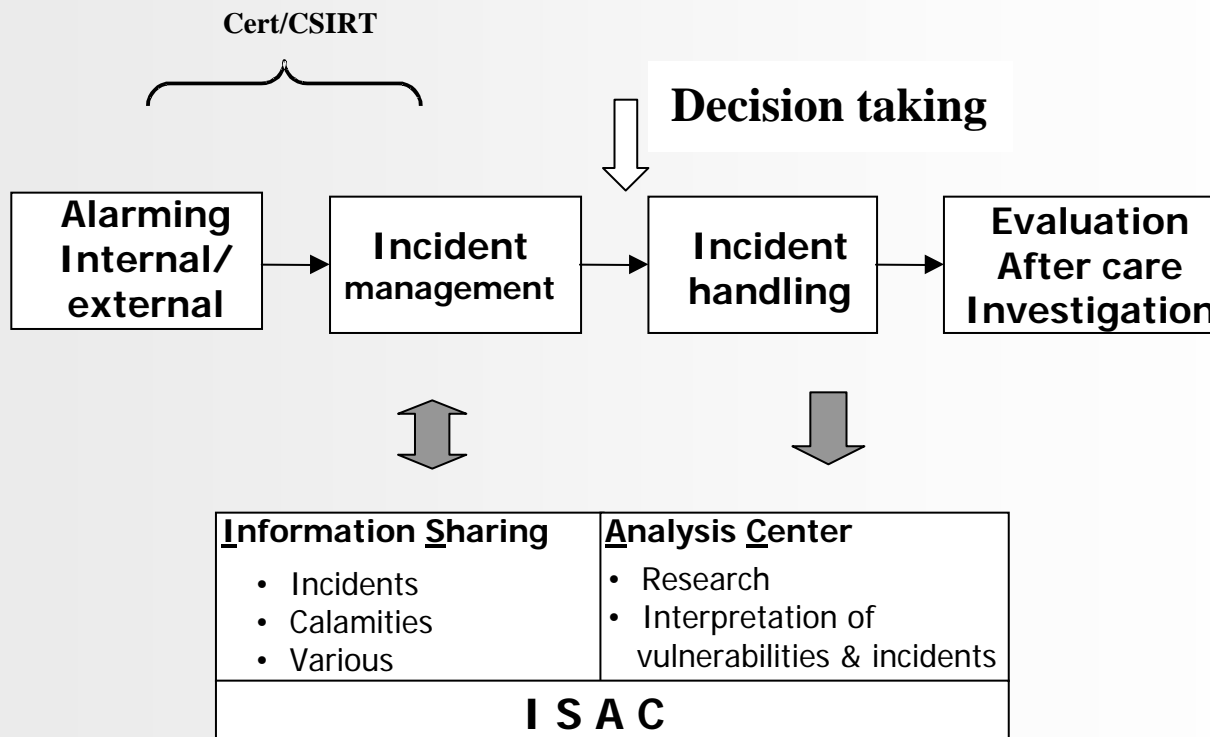 Cert/CSIRT
Decision taking
Alarming
Internal/
external
Incident
management
Incident
handling
Evaluation
After care
Investigation
Information Sharing
• Incidents
• Calamities
• Various
Analysis Center
• Research
• Interpretation of
vulnerabilities & incidents
I S A C